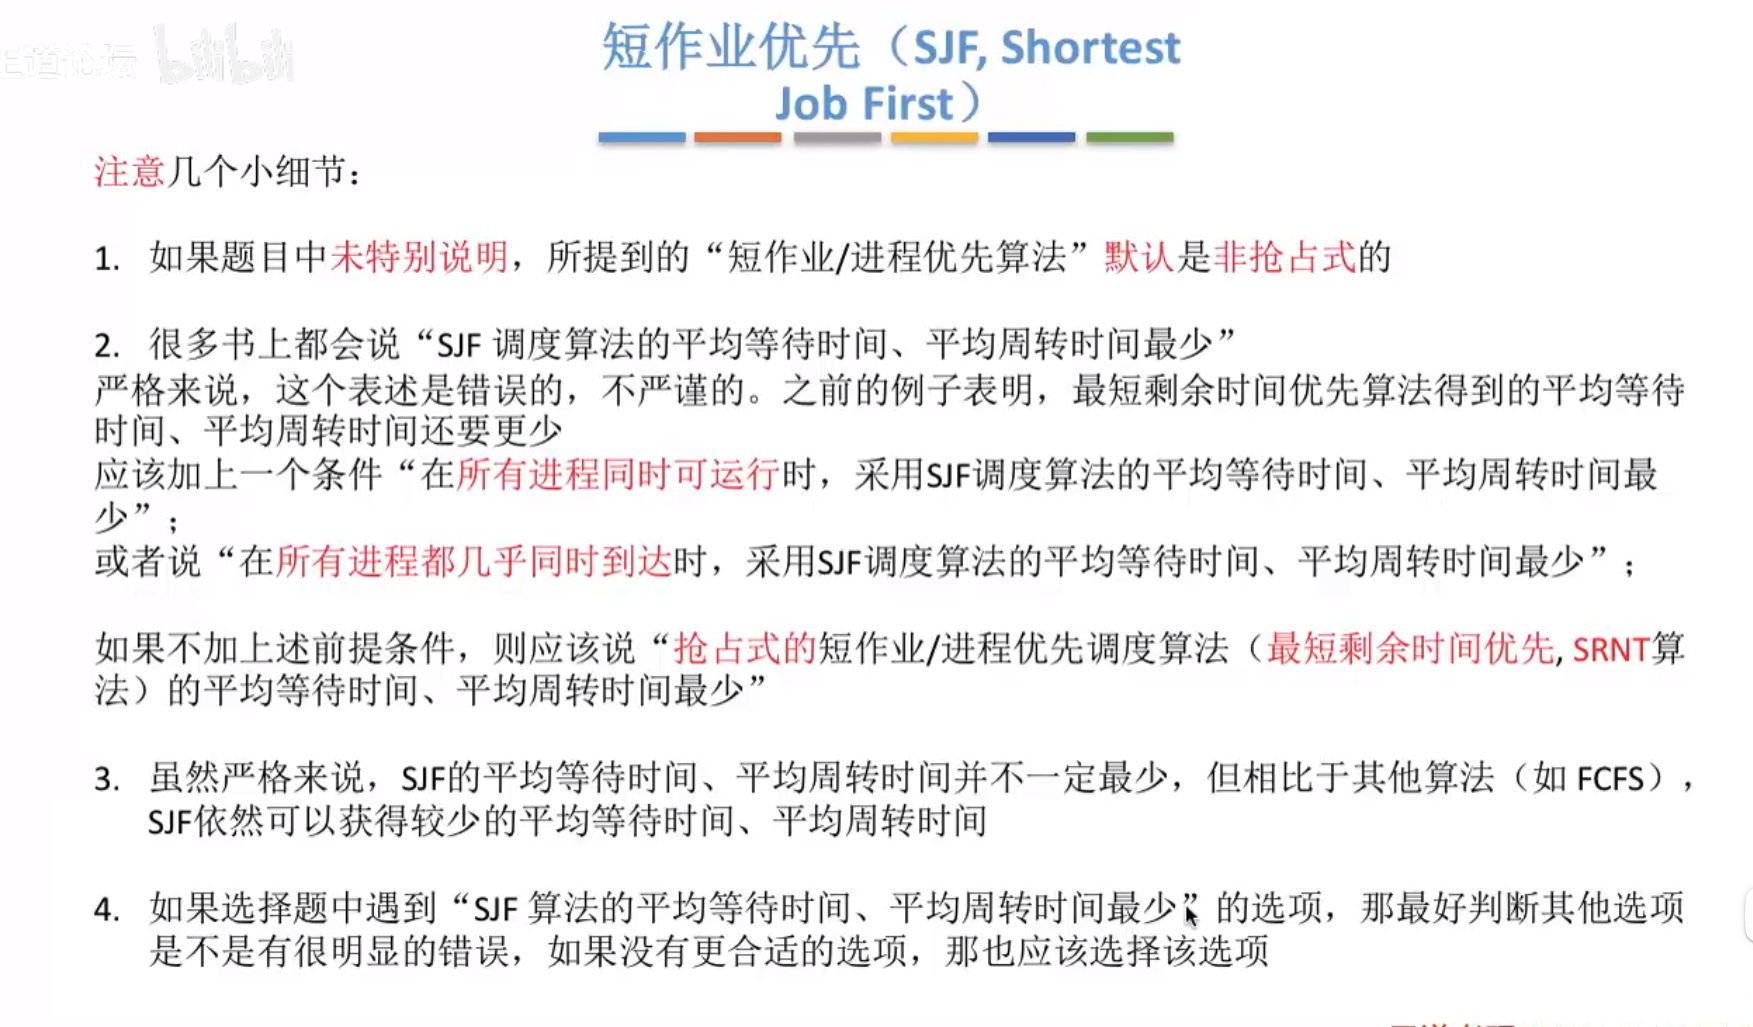 王道论坛 bilibili
短作业优先（SJF, Shortest
Job First）
注意几个小细节：
1. 如果题目中未特别说明，所提到的“短作业/进程优先算法”默认是非抢占式的
2. 很多书上都会说“SJF 调度算法的平均等待时间、平均周转时间最少”
严格来说，这个表述是错误的，不严谨的。之前的例子表明，最短剩余时间优先算法得到的平均等待
时间、平均周转时间还要更少
应该加上一个条件“在所有进程同时可运行时，采用SJF调度算法的平均等待时间、平均周转时间最
少”；
或者说“在所有进程都几乎同时到达时，采用SJF调度算法的平均等待时间、平均周转时间最少”；
如果不加上述前提条件，则应该说“抢占式的短作业/进程优先调度算法（最短剩余时间优先, SRNT算
法）的平均等待时间、平均周转时间最少”
3. 虽然严格来说，SJF的平均等待时间、平均周转时间并不一定最少，但相比于其他算法（如 FCFS），
SJF依然可以获得较少的平均等待时间、平均周转时间
4. 如果选择题中遇到“SJF 算法的平均等待时间、平均周转时间最少”的选项，那最好判断其他选项
是不是有很明显的错误，如果没有更合适的选项，那也应该选择该选项